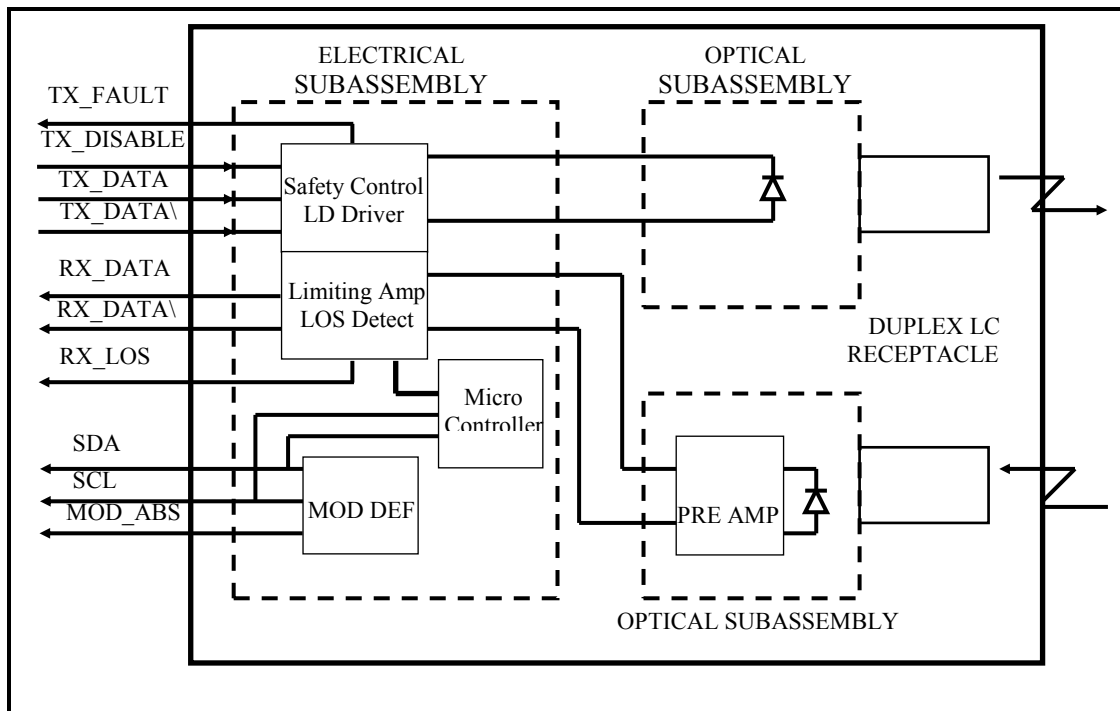 ELECTRICAL
SUBASSEMBLY
OPTICAL
SUBASSEMBLY
TX_FAULT
TX_DISABLE
TX_DATA
TX_DATA\
Safety Control
LD Driver
RX_DATA
RX_DATA\
Limiting Amp
LOS Detect
RX_LOS
DUPLEX LC
RECEPTACLE
Micro
Controller
SDA
SCL
MOD_ABS
MOD DEF
PRE AMP
OPTICAL SUBASSEMBLY